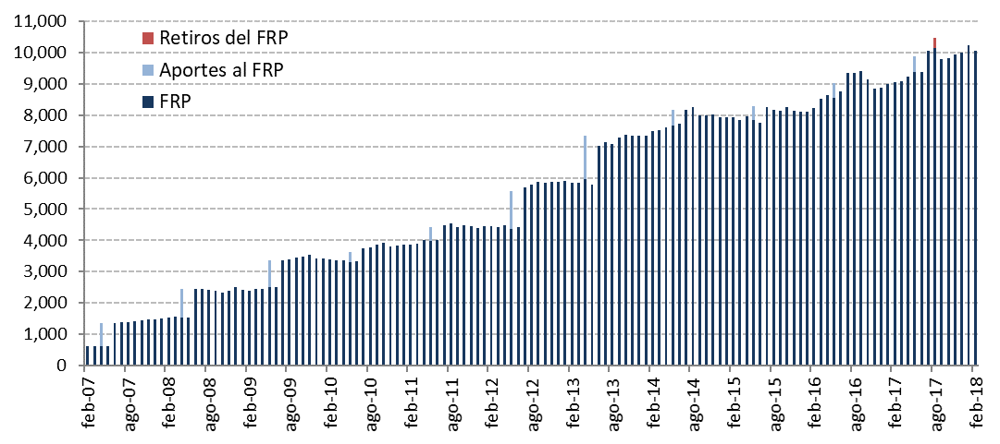 11,000
10,000
9,000
8,000
7,000
6,000
5,000
4,000
3,000
2,000
1,000
0
Retiros del FRP
Aportes al FRP
FRP
feb-07
ago-07
feb-08
ago-08
feb-09
ago-09
feb-10
ago-10
feb-11
ago-11
feb-12
ago-12
feb-13
ago-13
feb-14
ago-14
feb-15
ago-15
feb-16
ago-16
feb-17
ago-17
feb-18